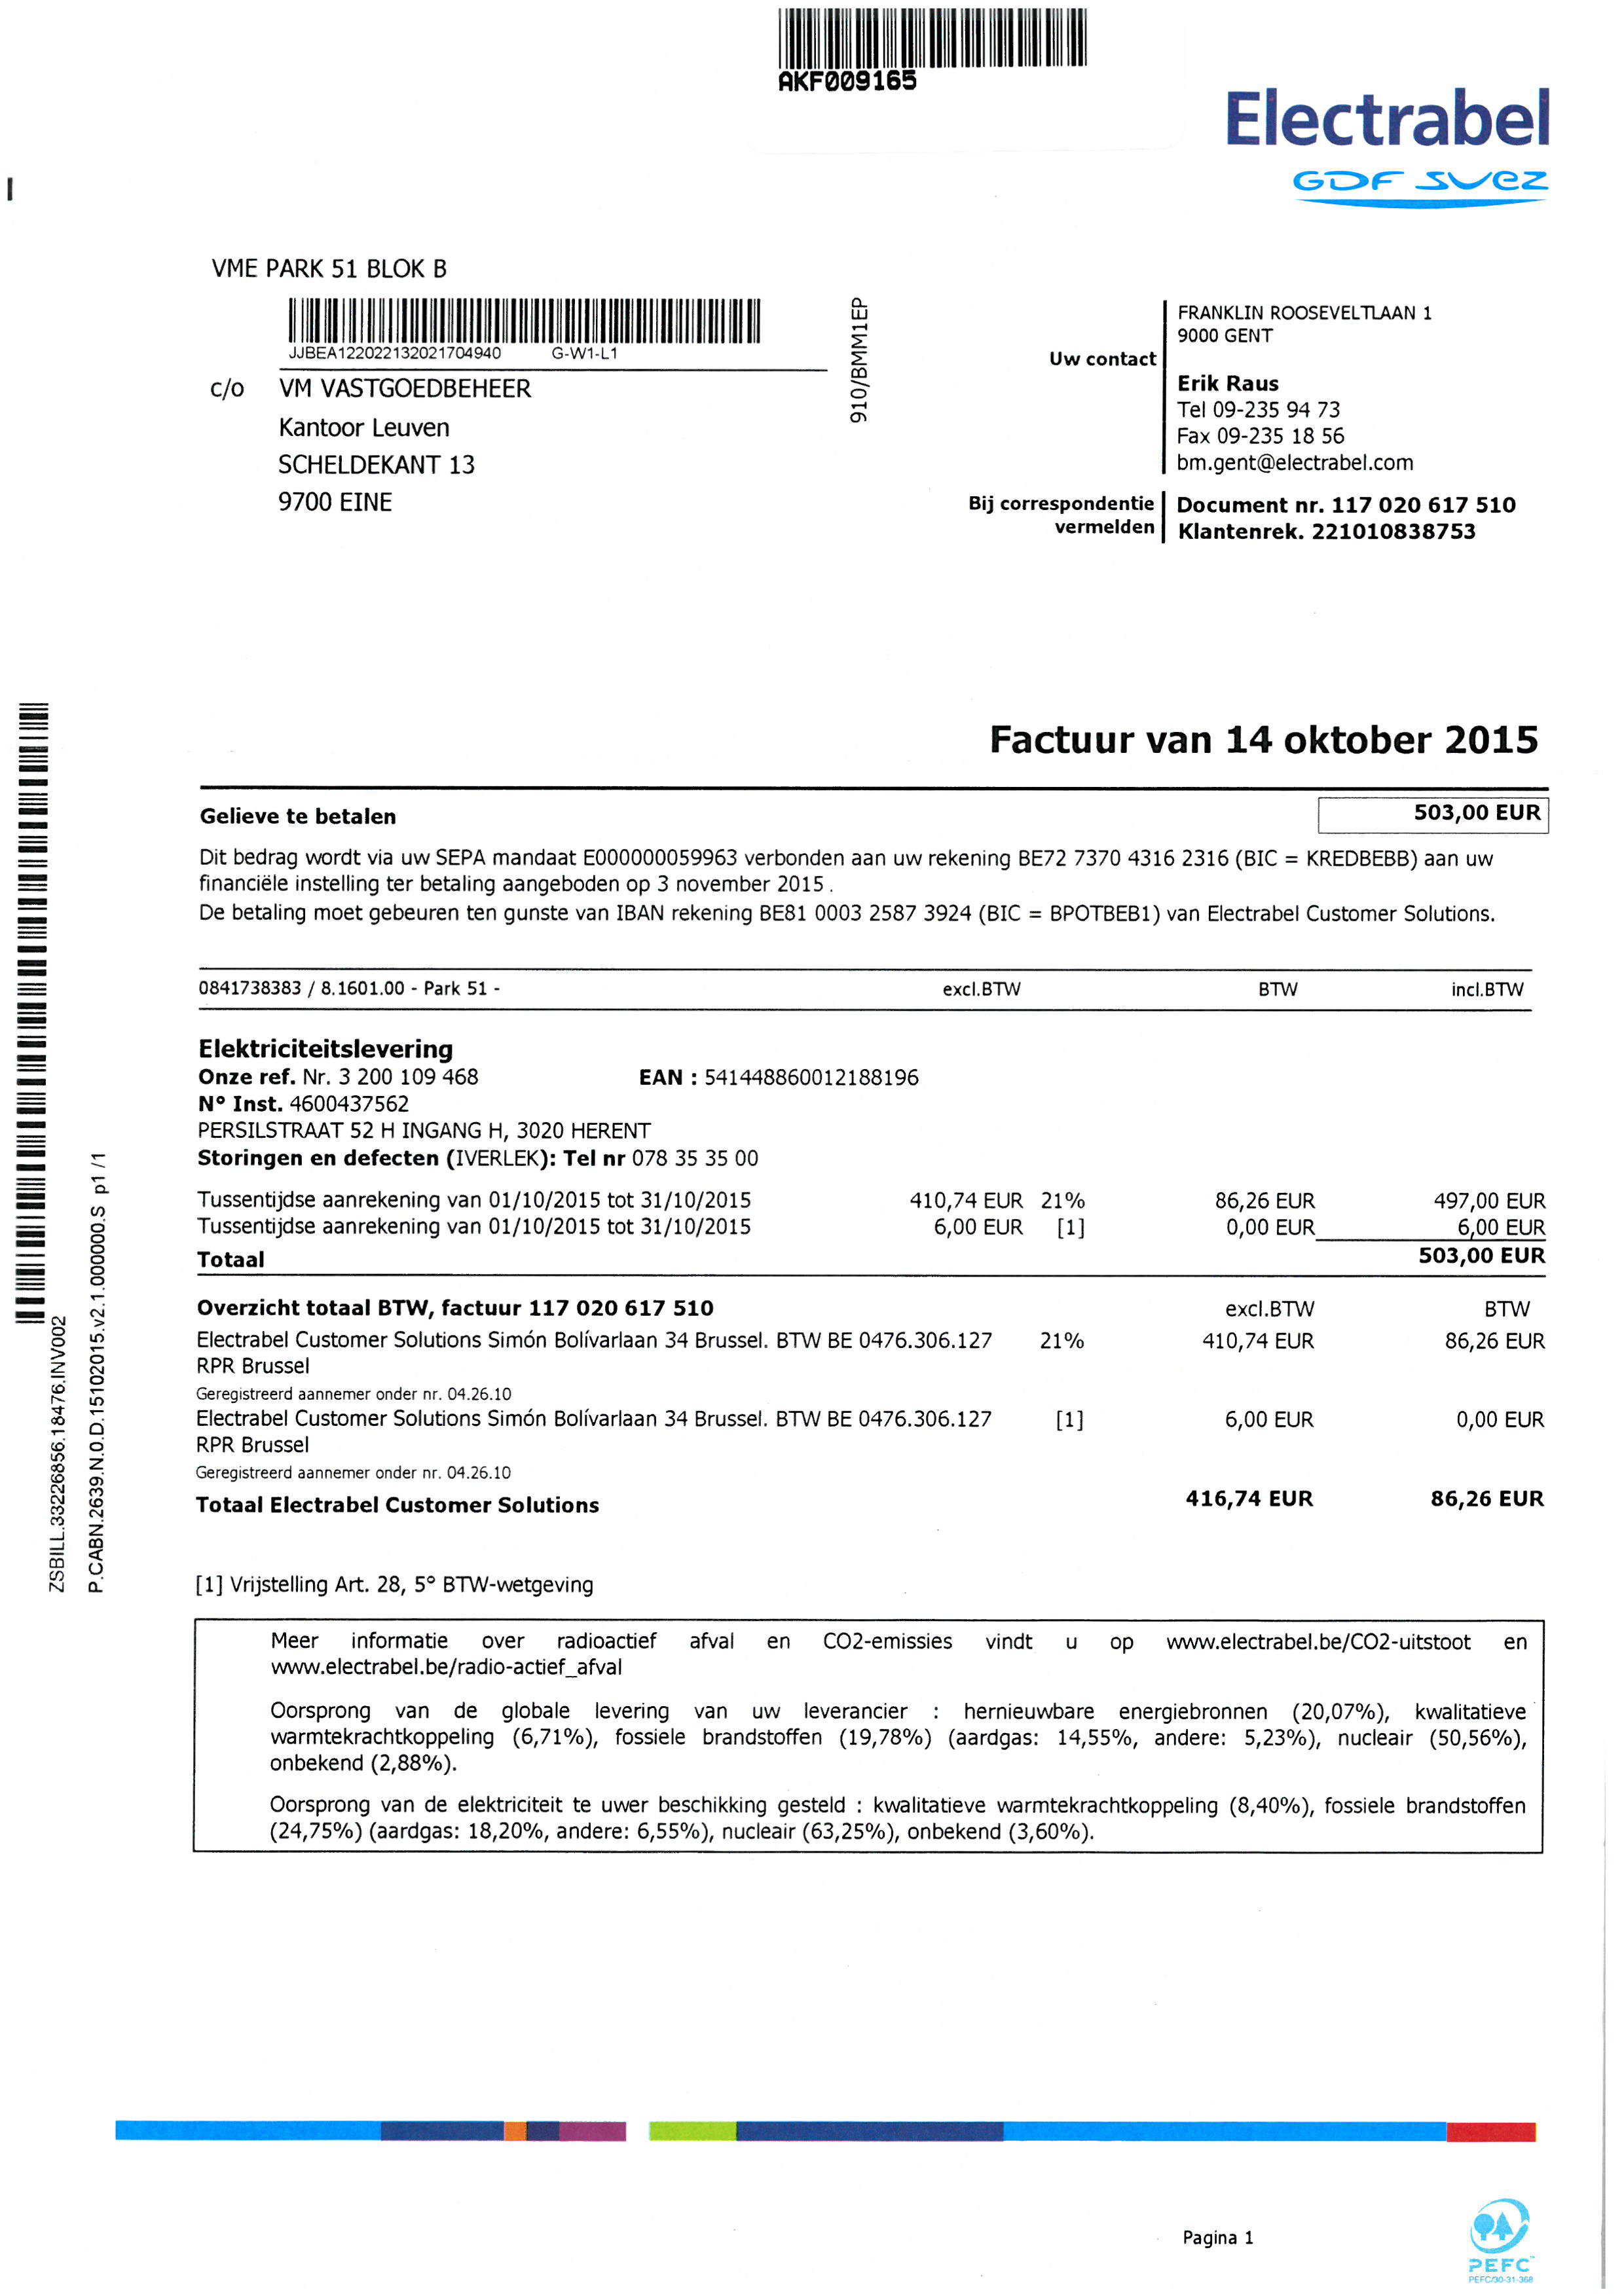 AKF009165
Electrabel
GDF SUEZ
VME PARK 51 BLOK B
JJBEA122022132021704940 G-W1-L1
c/o VM VASTGOEDBEHEER
Kantoor Leuven
SCHELDEKANT 13
9700 EINE
910/BMM1EP
Uw contact
FRANKLIN ROOSEVELTLAAN 1
9000 GENT
Erik Raus
Tel 09-235 94 73
Fax 09-235 18 56
bm.gent@electrabel.com
Bij correspondentie vermelden
Document nr. 117 020 617 510
Klantenrek. 221010838753
Factuur van 14 oktober 2015
Gelieve te betalen 503,00 EUR
Dit bedrag wordt via uw SEPA mandaat E000000059963 verbonden aan uw rekening BE72 7370 4316 2316 (BIC = KREDBEBB) aan uw
financiële instelling ter betaling aangeboden op 3 november 2015.
De betaling moet gebeuren ten gunste van IBAN rekening BE81 0003 2587 3924 (BIC = BPOTBEB1) van Electrabel Customer Solutions.
0841738383 / 8.1601.00 - Park 51 - excl.BTW BTW incl.BTW
Elektriciteitslevering
Onze ref. Nr. 3 200 109 468 EAN : 541448860012188196
N° Inst. 4600437562
PERSILSTRAAT 52 H INGANG H, 3020 HERENT
Storingen en defecten (IVERLEK): Tel nr 078 35 35 00
Tussentijdse aanrekening van 01/10/2015 tot 31/10/2015 410,74 EUR 21% 86,26 EUR 497,00 EUR
Tussentijdse aanrekening van 01/10/2015 tot 31/10/2015 6,00 EUR [1] 0,00 EUR 6,00 EUR
Totaal 503,00 EUR
Overzicht totaal BTW, factuur 117 020 617 510 excl.BTW BTW
Electrabel Customer Solutions Simón Bolívarlaan 34 Brussel. BTW BE 0476.306.127 21% 410,74 EUR 86,26 EUR
RPR Brussel
Geregistreerd aannemer onder nr. 04.26.10
Electrabel Customer Solutions Simón Bolívarlaan 34 Brussel. BTW BE 0476.306.127 [1] 6,00 EUR 0,00 EUR
RPR Brussel
Geregistreerd aannemer onder nr. 04.26.10
Totaal Electrabel Customer Solutions 416,74 EUR 86,26 EUR
[1] Vrijstelling Art. 28, 5° BTW-wetgeving
Meer informatie over radioactief afval en CO2-emissies vindt u op www.electrabel.be/CO2-uitstoot en
www.electrabel.be/radio-actief_afval
Oorsprong van de globale levering van uw leverancier : hernieuwbare energiebronnen (20,07%), kwalitatieve
warmtekrachtkoppeling (6,71%), fossiele brandstoffen (19,78%) (aardgas: 14,55%, andere: 5,23%), nucleair (50,56%),
onbekend (2,88%).
Oorsprong van de elektriciteit te uwer beschikking gesteld : kwalitatieve warmtekrachtkoppeling (8,40%), fossiele brandstoffen
(24,75%) (aardgas: 18,20%, andere: 6,55%), nucleair (63,25%), onbekend (3,60%).
ZSBILL.33226856.18476.INV002
P.CABN.2639.N.0.D.15102015.v2.1.000000.S p1 /1
Pagina 1
PEFC™
PEFC/30-31-368